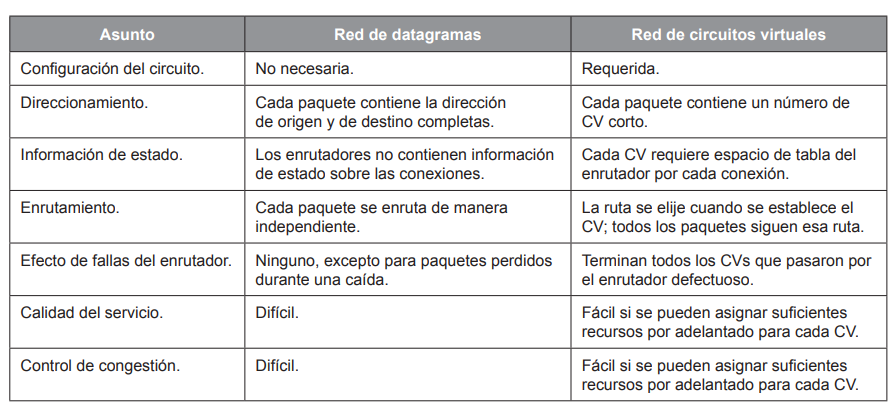 Asunto Red de datagramas Red de circuitos virtuales
Configuración del circuito. No necesaria. Requerida.
Direccionamiento. Cada paquete contiene la dirección Cada paquete contiene un número de
de origen y de destino completas. CV corto.
Información de estado. Los enrutadores no contienen información Cada CV requiere espacio de tabla del
de estado sobre las conexiones. enrutador por cada conexión.
Enrutamiento. Cada paquete se enruta de manera La ruta se elije cuando se establece el
independiente. CV; todos los paquetes siguen esa ruta.
Efecto de fallas del enrutador. Ninguno, excepto para paquetes perdidos Terminan todos los CVs que pasaron por
durante una caída. el enrutador defectuoso.
Calidad del servicio. Difícil. Fácil si se pueden asignar suficientes
recursos por adelantado para cada CV.
Control de congestión. Difícil. Fácil si se pueden asignar suficientes
recursos por adelantado para cada CV.